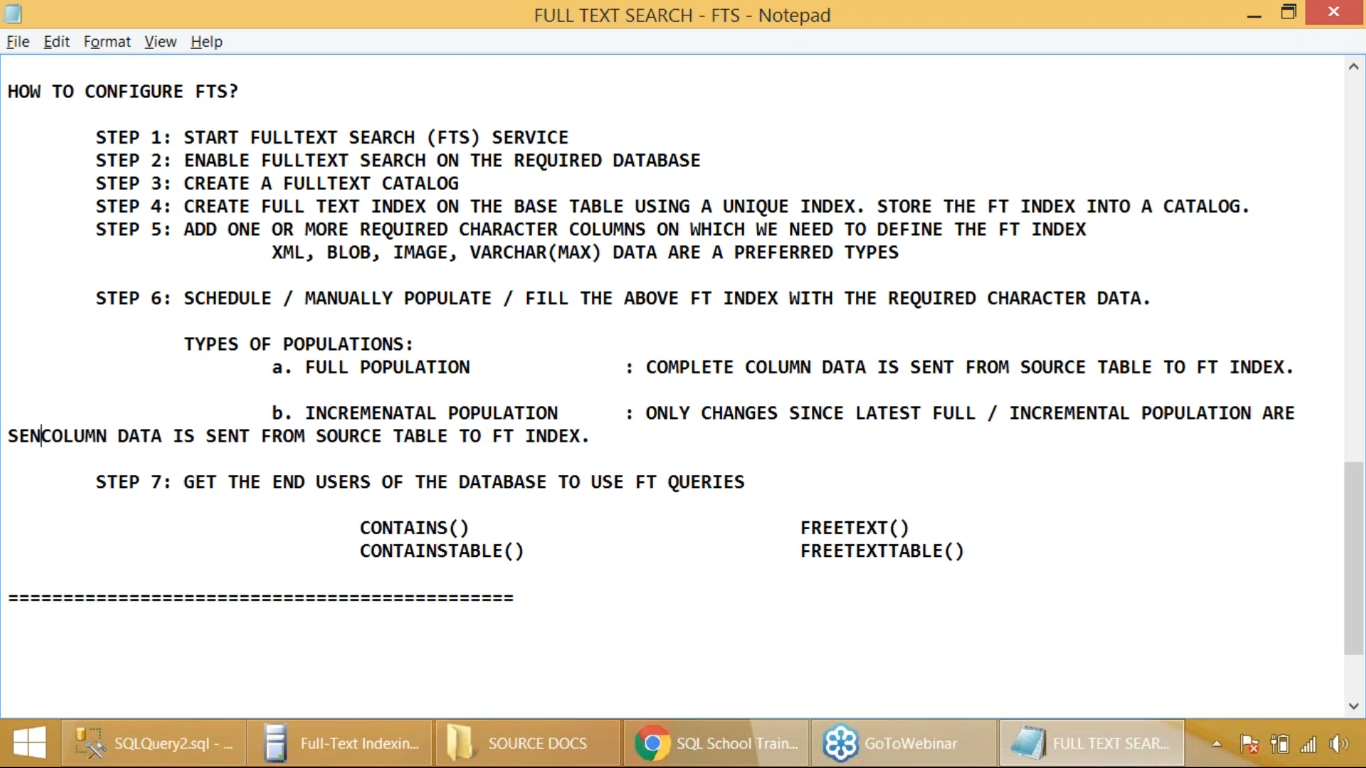 FULL TEXT SEARCH - FTS - Notepad
File Edit Format View Help
HOW TO CONFIGURE FTS?
STEP 1: START FULLTEXT SEARCH (FTS) SERVICE
STEP 2: ENABLE FULLTEXT SEARCH ON THE REQUIRED DATABASE
STEP 3: CREATE A FULLTEXT CATALOG
STEP 4: CREATE FULL TEXT INDEX ON THE BASE TABLE USING A UNIQUE INDEX. STORE THE FT INDEX INTO A CATALOG.
STEP 5: ADD ONE OR MORE REQUIRED CHARACTER COLUMNS ON WHICH WE NEED TO DEFINE THE FT INDEX
XML, BLOB, IMAGE, VARCHAR(MAX) DATA ARE A PREFERRED TYPES
STEP 6: SCHEDULE / MANUALLY POPULATE / FILL THE ABOVE FT INDEX WITH THE REQUIRED CHARACTER DATA.
TYPES OF POPULATIONS:
a. FULL POPULATION : COMPLETE COLUMN DATA IS SENT FROM SOURCE TABLE TO FT INDEX.
b. INCREMENATAL POPULATION : ONLY CHANGES SINCE LATEST FULL / INCREMENTAL POPULATION ARE
SENCOLUMN DATA IS SENT FROM SOURCE TABLE TO FT INDEX.
STEP 7: GET THE END USERS OF THE DATABASE TO USE FT QUERIES
CONTAINS() FREETEXT()
CONTAINSTABLE() FREETEXTTABLE()
==============================================
SQLQuery2.sql - ... Full-Text Indexin... SOURCE DOCS SQL School Train... GoToWebinar FULL TEXT SEAR...